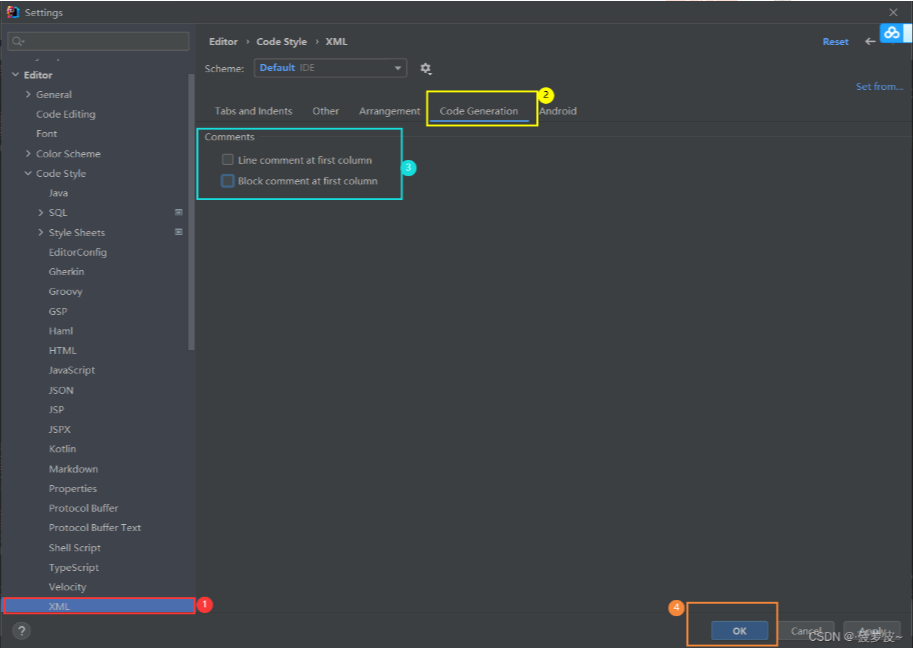 Settings
Editor › Code Style › XML
Reset
Scheme: Default IDE
Set from...
Tabs and Indents Other Arrangement Code Generation Android
2
Comments
Line comment at first column
Block comment at first column
3
Editor
General
Code Editing
Font
Color Scheme
Code Style
Java
SQL
Style Sheets
EditorConfig
Gherkin
Groovy
GSP
Haml
HTML
JavaScript
JSON
JSP
JSPX
Kotlin
Markdown
Properties
Protocol Buffer
Protocol Buffer Text
Shell Script
TypeScript
Velocity
XML
1
4
?
OK Cancel Apply
CSDN @-菠萝皮~